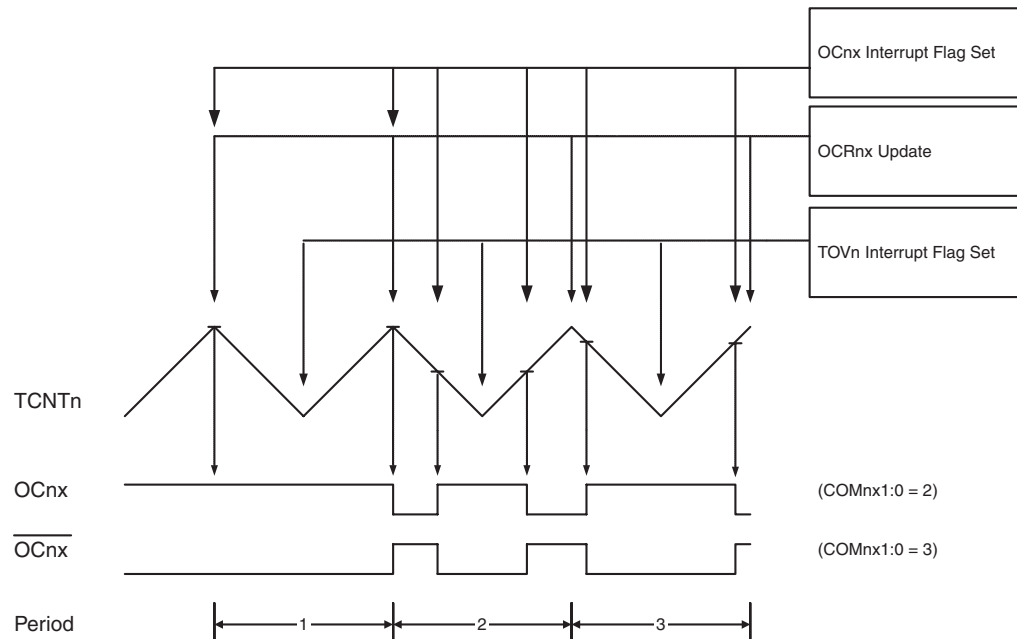 OCnx Interrupt Flag Set
OCRnx Update
TOVn Interrupt Flag Set
TCNTn
OCnx
(COMnx1:0 = 2)
OCnx
(COMnx1:0 = 3)
Period
1
2
3